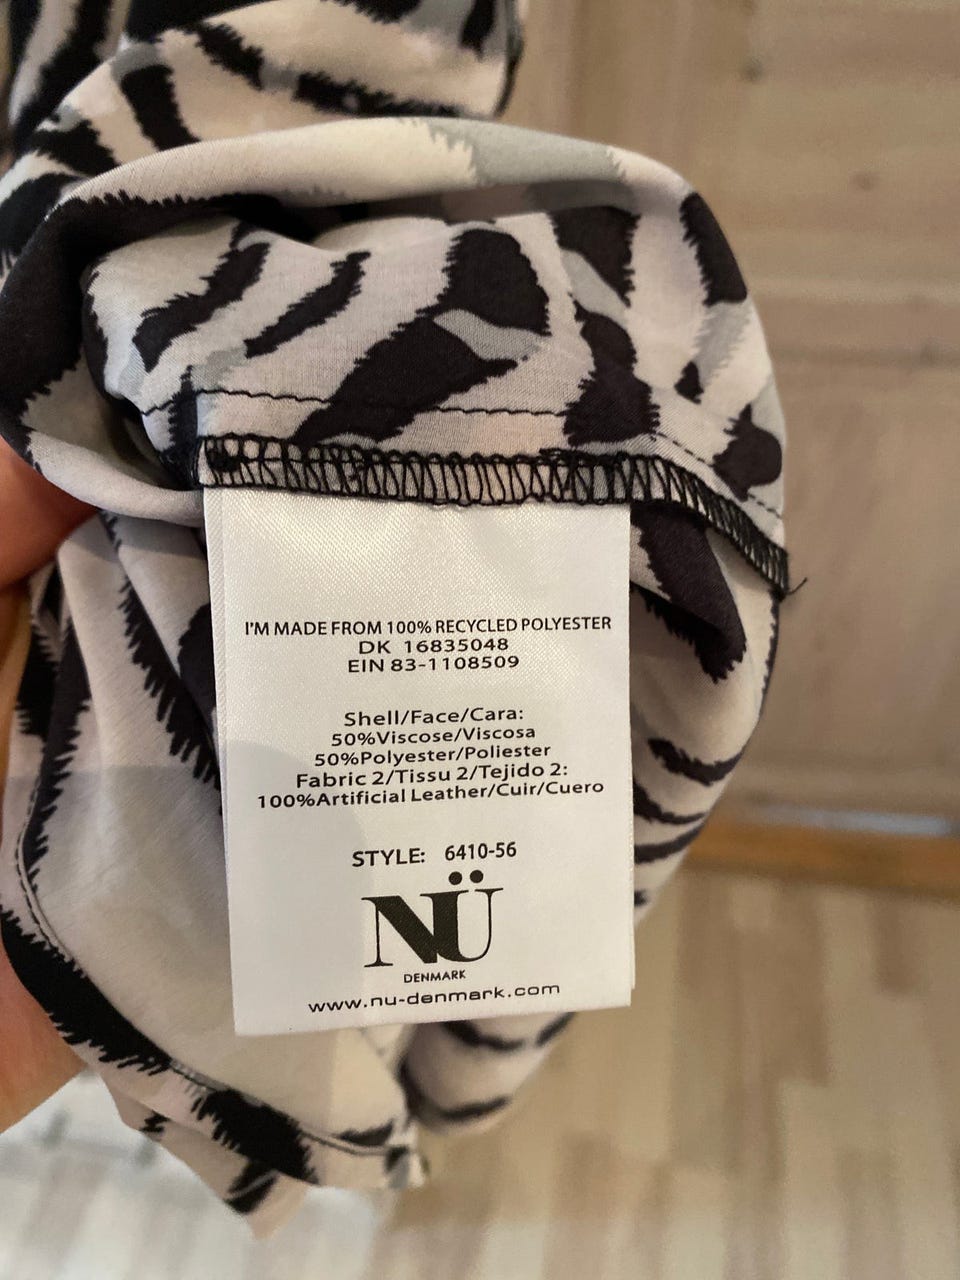 I'M MADE FROM 100% RECYCLED POLYESTER
DK 16835048
EIN 83-1108509
Shell/Face/Cara:
50%Viscose/Viscosa
50%Polyester/Poliester
Fabric 2/Tissu 2/Tejido 2:
100%Artificial Leather/Cuir/Cuero
STYLE: 6410-56
NÜ
DENMARK
www.nu-denmark.com